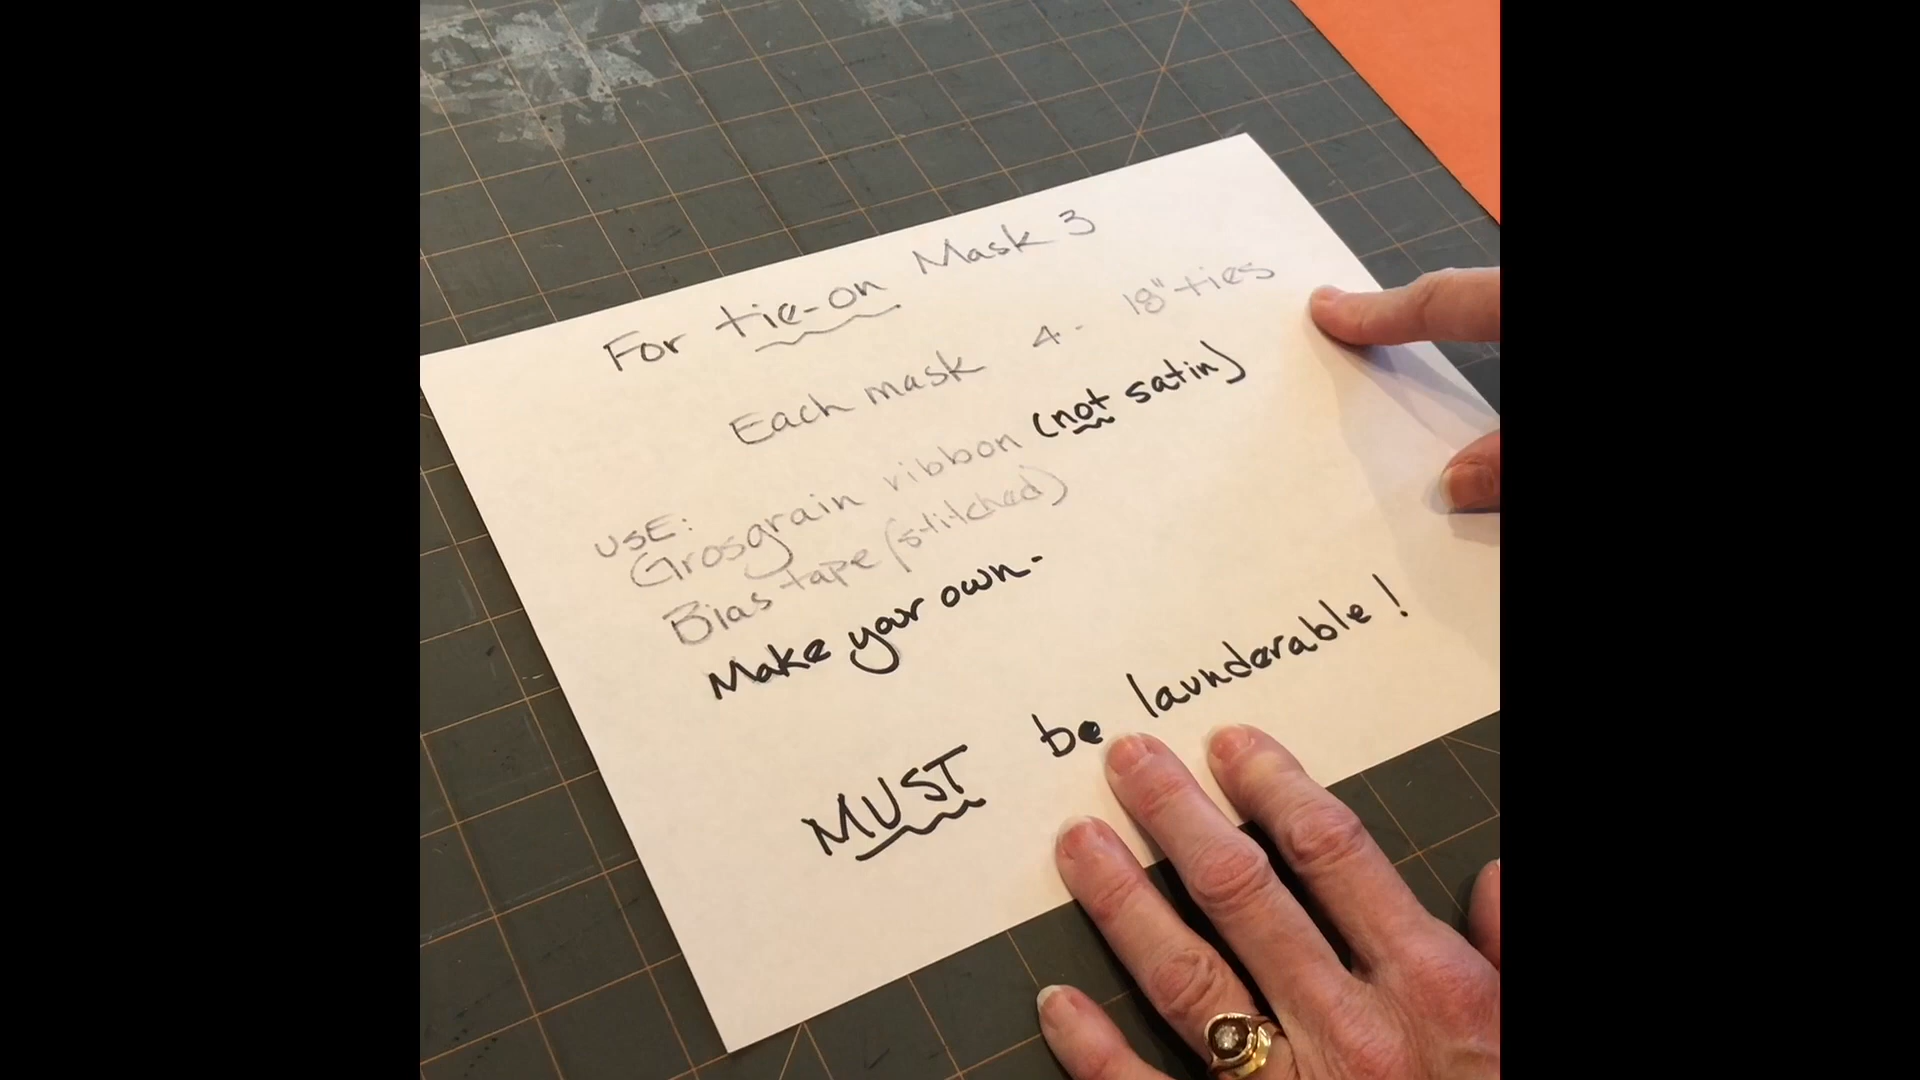 For tie-on Mask 3
Each mask 4 - 18" ties
USE:
Grosgrain ribbon (not satin)
Bias tape (stitched)
Make your own-
MUST be launderable!